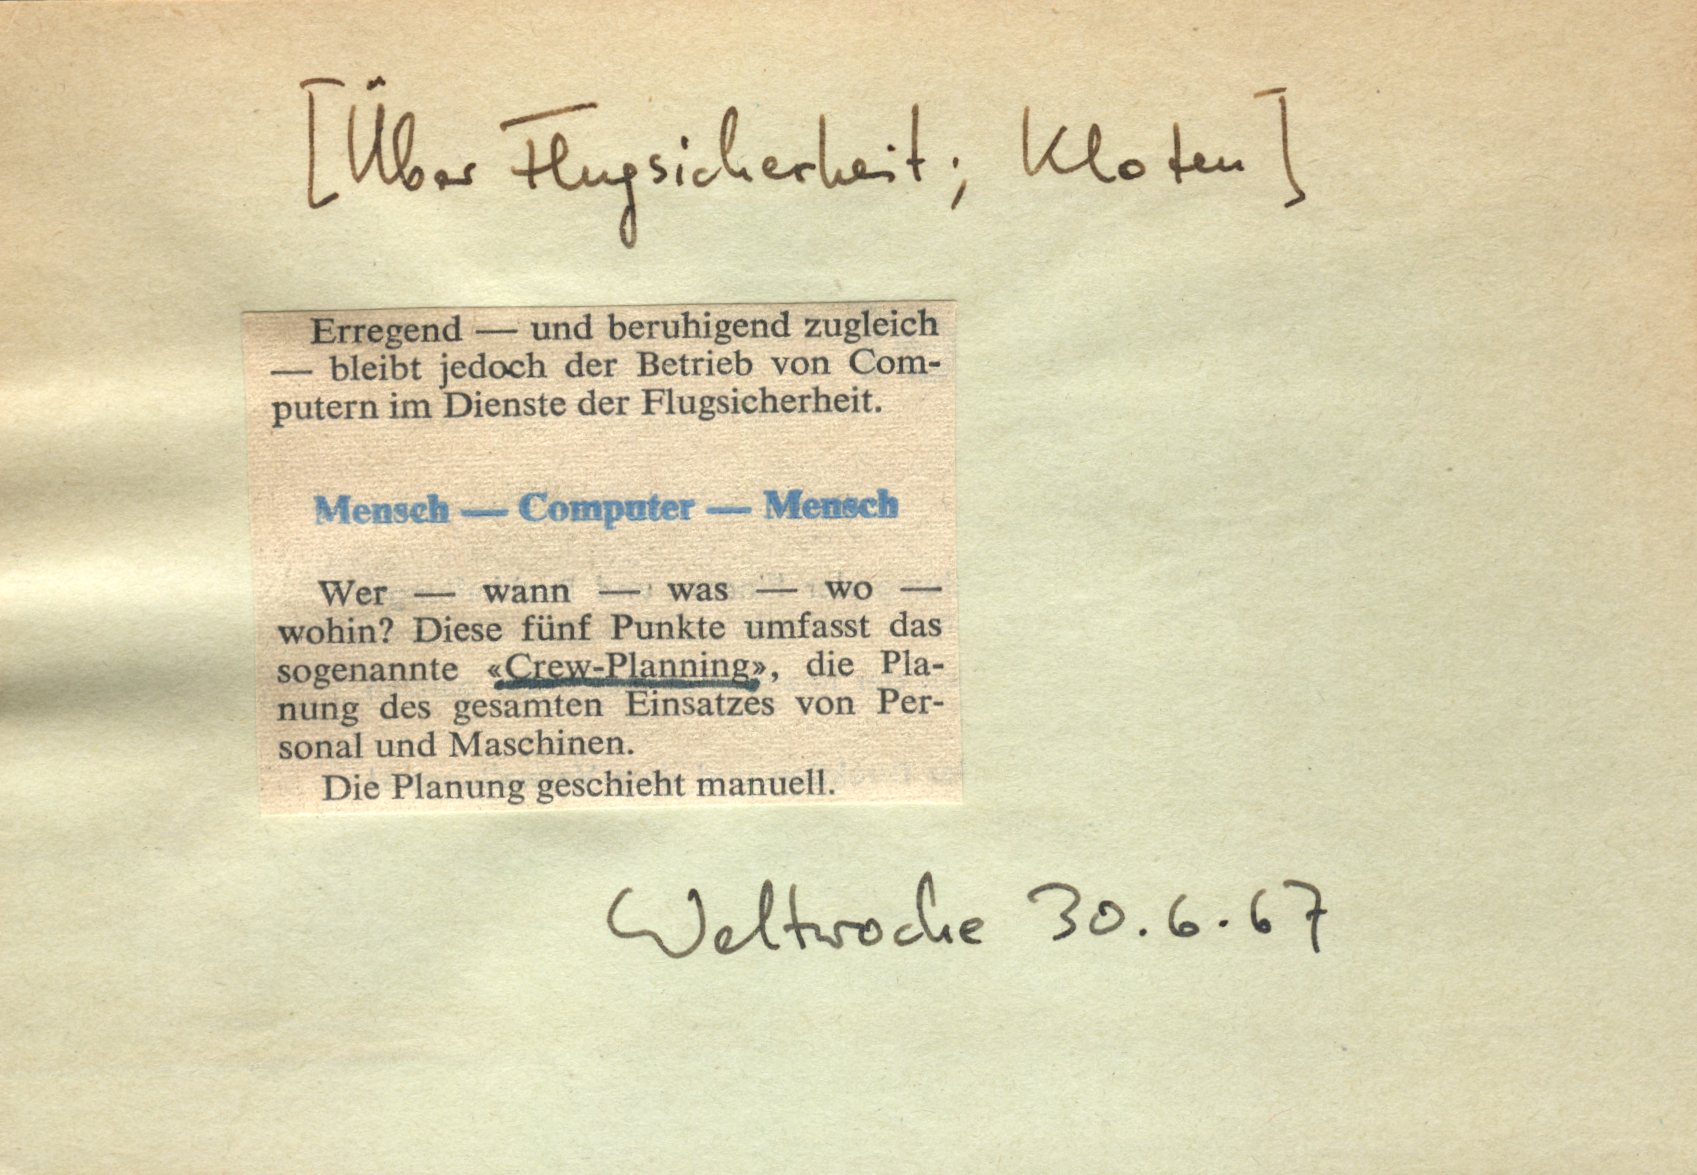 [Über Flugsicherheit; Kloten]
Erregend — und beruhigend zugleich
— bleibt jedoch der Betrieb von Com-
putern im Dienste der Flugsicherheit.
Mensch — Computer — Mensch
Wer — wann — was — wo —
wohin? Diese fünf Punkte umfasst das
sogenannte «Crew-Planning», die Pla-
nung des gesamten Einsatzes von Per-
sonal und Maschinen.
Die Planung geschieht manuell.
Weltwoche 30.6.67